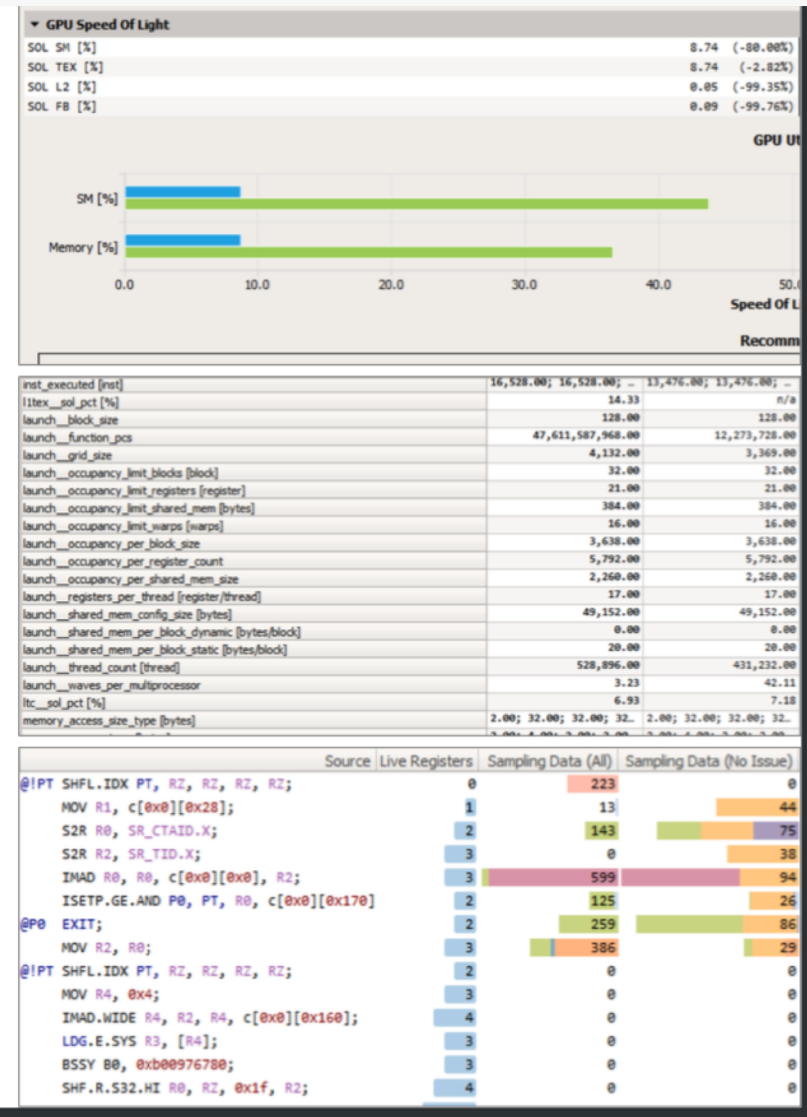 ▾ GPU Speed Of Light
SOL SM [%] 8.74 (-80.00%)
SOL TEX [%] 8.74 (-2.82%)
SOL L2 [%] 0.05 (-99.35%)
SOL FB [%] 0.09 (-99.76%)
GPU Ut
SM [%]
Memory [%]
0.0 10.0 20.0 30.0 40.0 50.
Speed Of L
Recomm
inst_executed [inst] 16,528.00; 16,528.00; … 13,476.00; 13,476.00; …
l1tex__sol_pct [%] 14.33 n/a
launch__block_size 128.00 128.00
launch__function_pcs 47,611,587,968.00 12,273,728.00
launch__grid_size 4,132.00 3,369.00
launch__occupancy_limit_blocks [block] 32.00 32.00
launch__occupancy_limit_registers [register] 21.00 21.00
launch__occupancy_limit_shared_mem [bytes] 384.00 384.00
launch__occupancy_limit_warps [warps] 16.00 16.00
launch__occupancy_per_block_size 3,638.00 3,638.00
launch__occupancy_per_register_count 5,792.00 5,792.00
launch__occupancy_per_shared_mem_size 2,260.00 2,260.00
launch__registers_per_thread [register/thread] 17.00 17.00
launch__shared_mem_config_size [bytes] 49,152.00 49,152.00
launch__shared_mem_per_block_dynamic [bytes/block] 0.00 0.00
launch__shared_mem_per_block_static [bytes/block] 20.00 20.00
launch__thread_count [thread] 528,896.00 431,232.00
launch__waves_per_multiprocessor 3.23 42.11
ltc__sol_pct [%] 6.93 7.18
memory_access_size_type [bytes] 2.00; 32.00; 32.00; 32… 2.00; 32.00; 32.00; 32…
Source Live Registers Sampling Data (All) Sampling Data (No Issue)
@!PT SHFL.IDX PT, RZ, RZ, RZ, RZ; 0 223 0
MOV R1, c[0x0][0x28]; 1 13 44
S2R R0, SR_CTAID.X; 2 143 75
S2R R2, SR_TID.X; 3 0 38
IMAD R0, R0, c[0x0][0x0], R2; 3 599 94
ISETP.GE.AND P0, PT, R0, c[0x0][0x170] 2 125 26
@P0 EXIT; 2 259 86
MOV R2, R0; 3 386 29
@!PT SHFL.IDX PT, RZ, RZ, RZ, RZ; 2 0 0
MOV R4, 0x4; 3 0 0
IMAD.WIDE R4, R2, R4, c[0x0][0x160]; 4 0 0
LDG.E.SYS R3, [R4]; 3 0 0
BSSY B0, 0xb00976780; 3 0 0
SHF.R.S32.HI R0, RZ, 0x1f, R2; 4 0 0